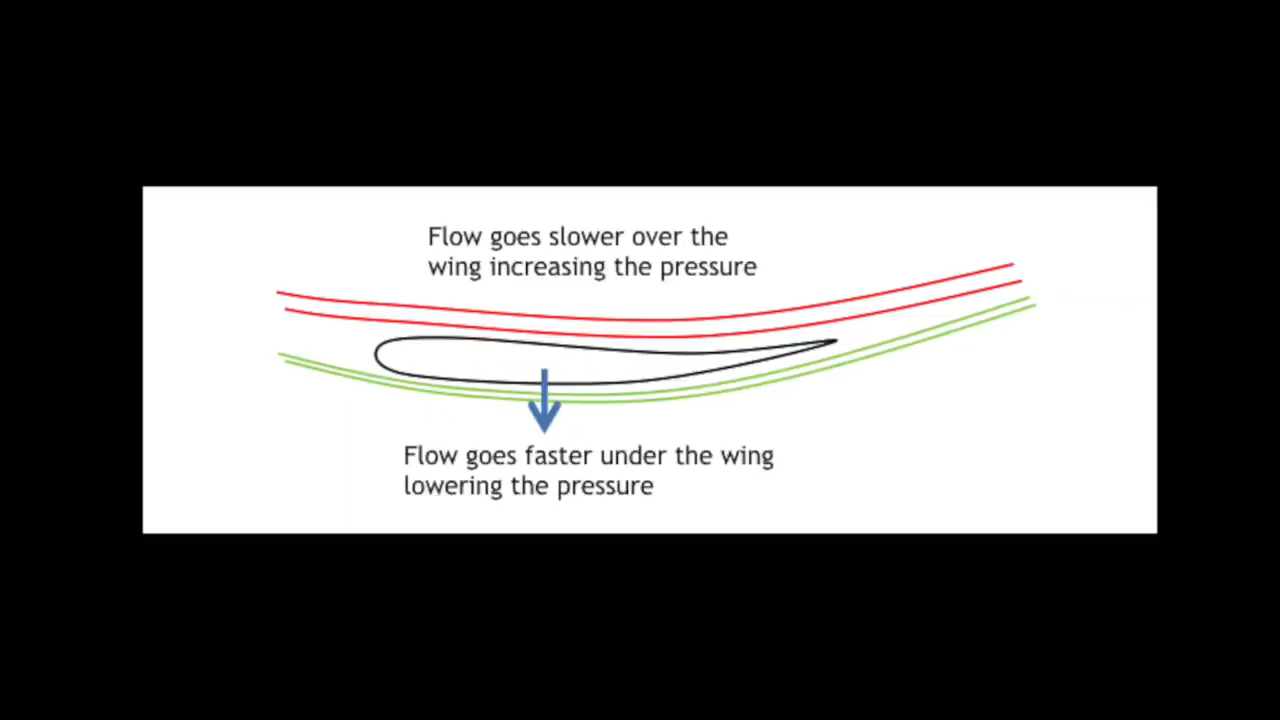 Flow goes slower over the
wing increasing the pressure
Flow goes faster under the wing
lowering the pressure